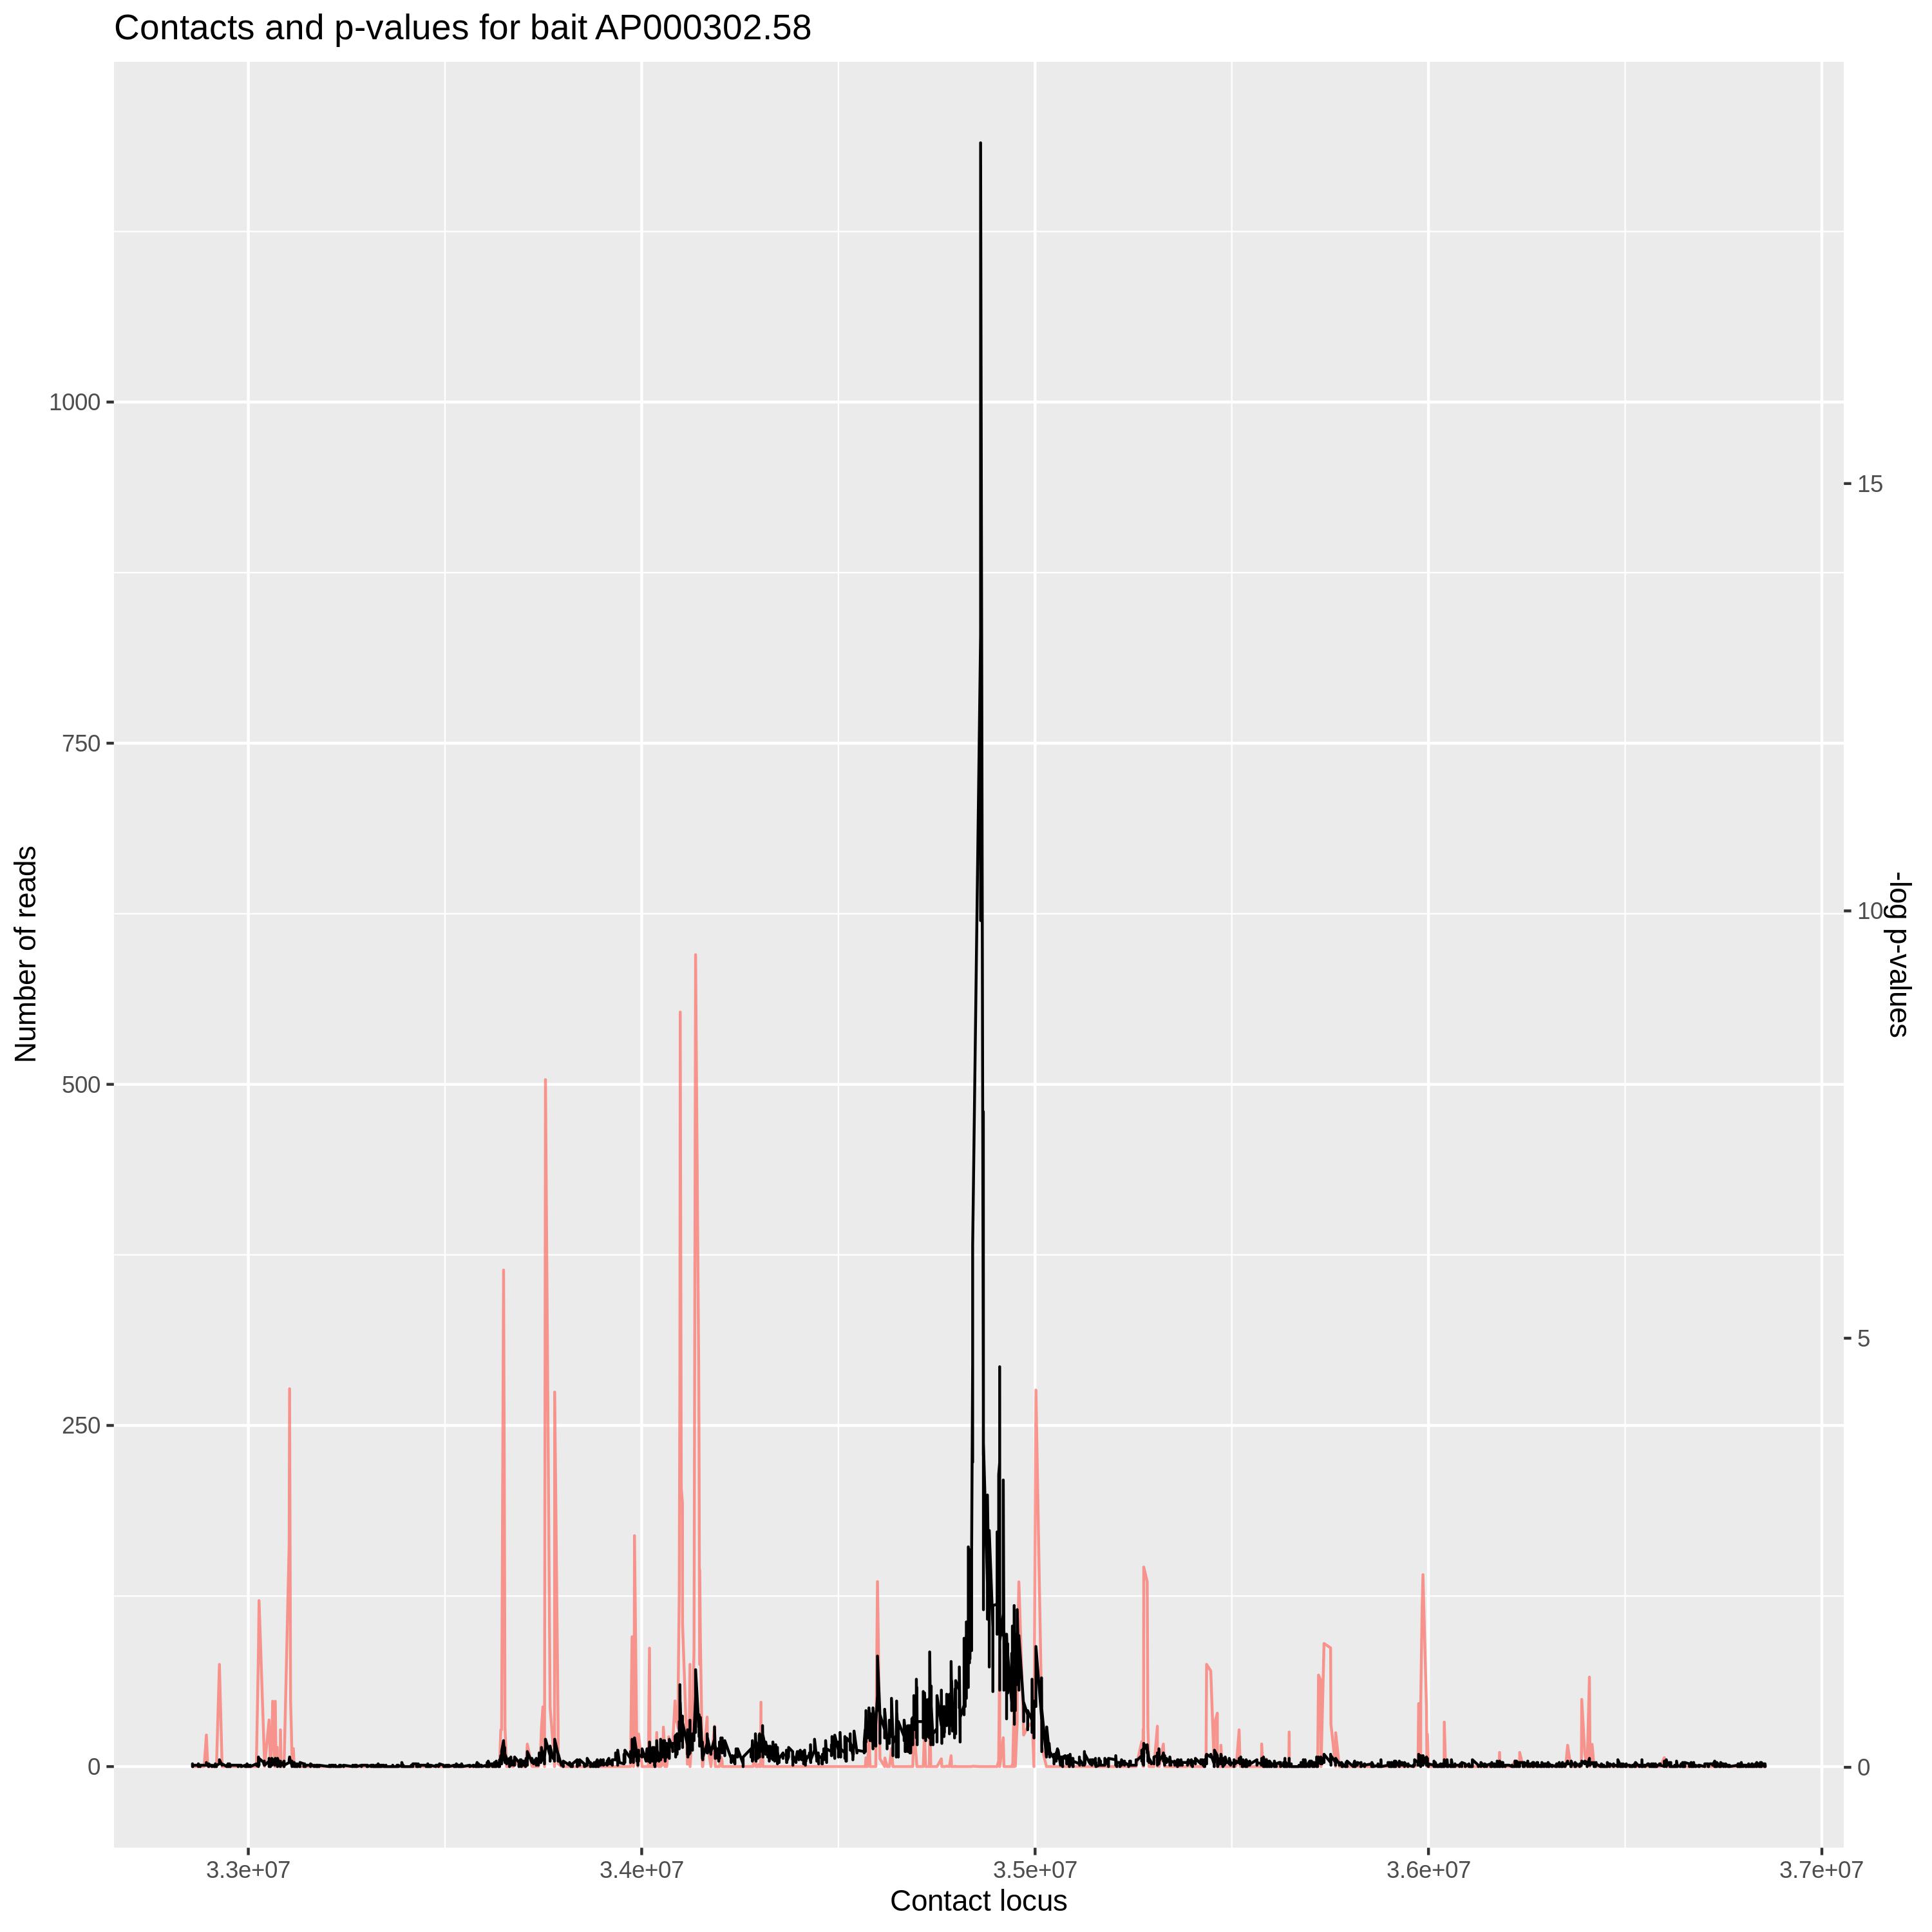 Contacts and p-values for bait AP000302.58
Number of reads
1000
750
500
250
0
15
10
5
0
-log p-values
3.3e+07
3.4e+07
3.5e+07
3.6e+07
3.7e+07
Contact locus